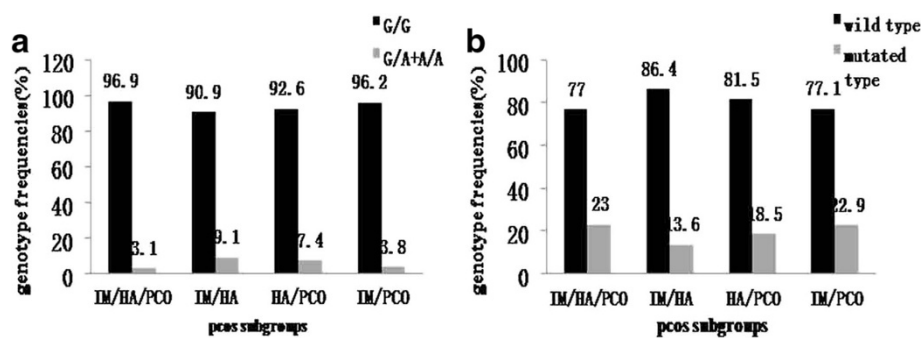 a
G/G
G/A+A/A
genotype frequencies(%)
120
100
80
60
40
20
0
96.9
3.1
90.9
9.1
92.6
7.4
96.2
3.8
IM/HA/PCO
IM/HA
HA/PCO
IM/PCO
pcos subgroups
b
wild type
mutated
type
genotype frequencies(%)
100
80
60
40
20
0
77
23
86.4
13.6
81.5
18.5
77.1
22.9
IM/HA/PCO
IM/HA
HA/PCO
IM/PCO
pcos subgroups